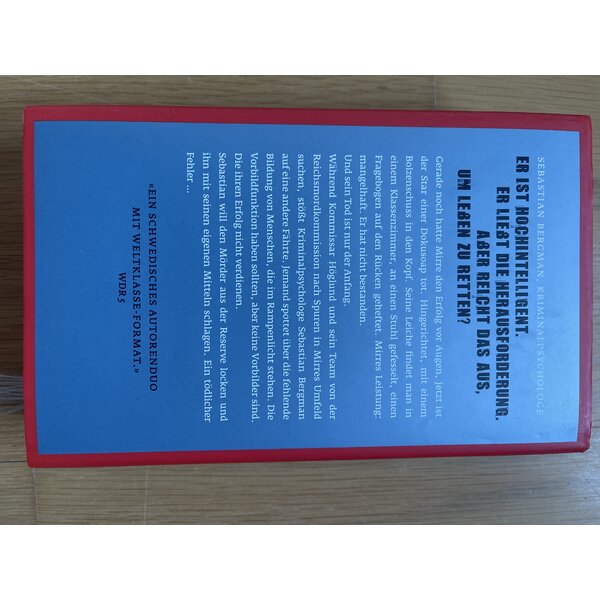 SEBASTIAN BERGMAN, KRIMINALPSYCHOLOGE
ER IST HOCHINTELLIGENT.
ER LIEBT DIE HERAUSFORDERUNG.
ABER REICHT DAS AUS,
UM LEBEN ZU RETTEN?
Gerade noch hatte Mirre den Erfolg vor Augen, jetzt ist
der Star einer Dokusoap tot. Hingerichtet, mit einem
Bolzenschuss in den Kopf. Seine Leiche findet man in
einem Klassenzimmer, an einen Stuhl gefesselt, einen
Fragebogen auf den Rücken geheftet. Mirres Leistung:
mangelhaft. Er hat nicht bestanden.
Und sein Tod ist nur der Anfang.
Während Kommissar Höglund und sein Team von der
Reichsmordkommission nach Spuren in Mirres Umfeld
suchen, stößt Kriminalpsychologe Sebastian Bergman
auf eine andere Fährte. Jemand spottet über die fehlende
Bildung von Menschen, die im Rampenlicht stehen. Die
Vorbildfunktion haben sollten, aber keine Vorbilder sind.
Die ihren Erfolg nicht verdienen.
Sebastian will den Mörder aus der Reserve locken und
ihn mit seinen eigenen Mitteln schlagen. Ein tödlicher
Fehler ...
«EIN SCHWEDISCHES AUTORENDUO
MIT WELTKLASSE-FORMAT.»
WDR 5